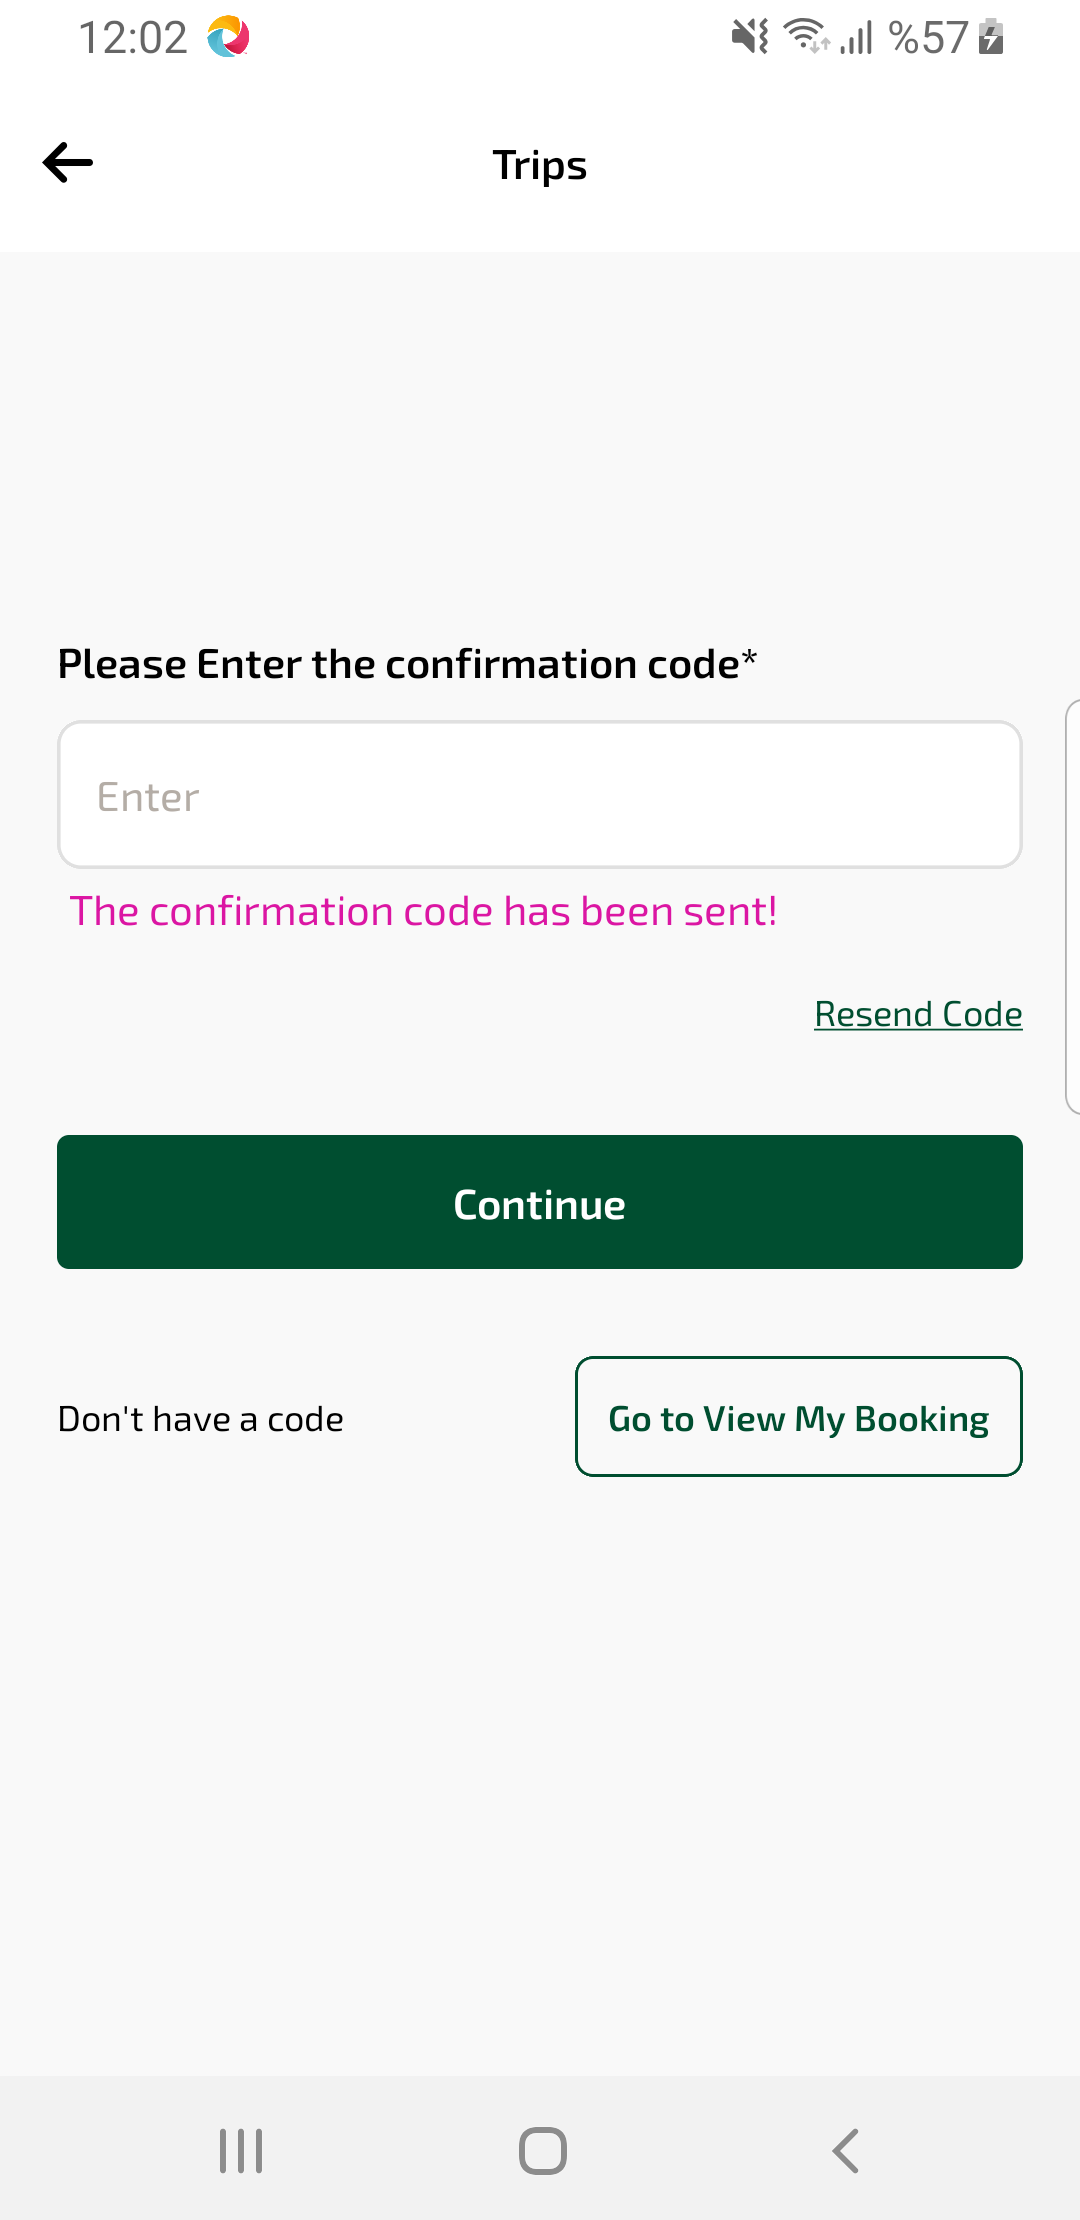 12:02 %57
Trips
Please Enter the confirmation code*
Enter
The confirmation code has been sent!
Resend Code
Continue
Don't have a code
Go to View My Booking